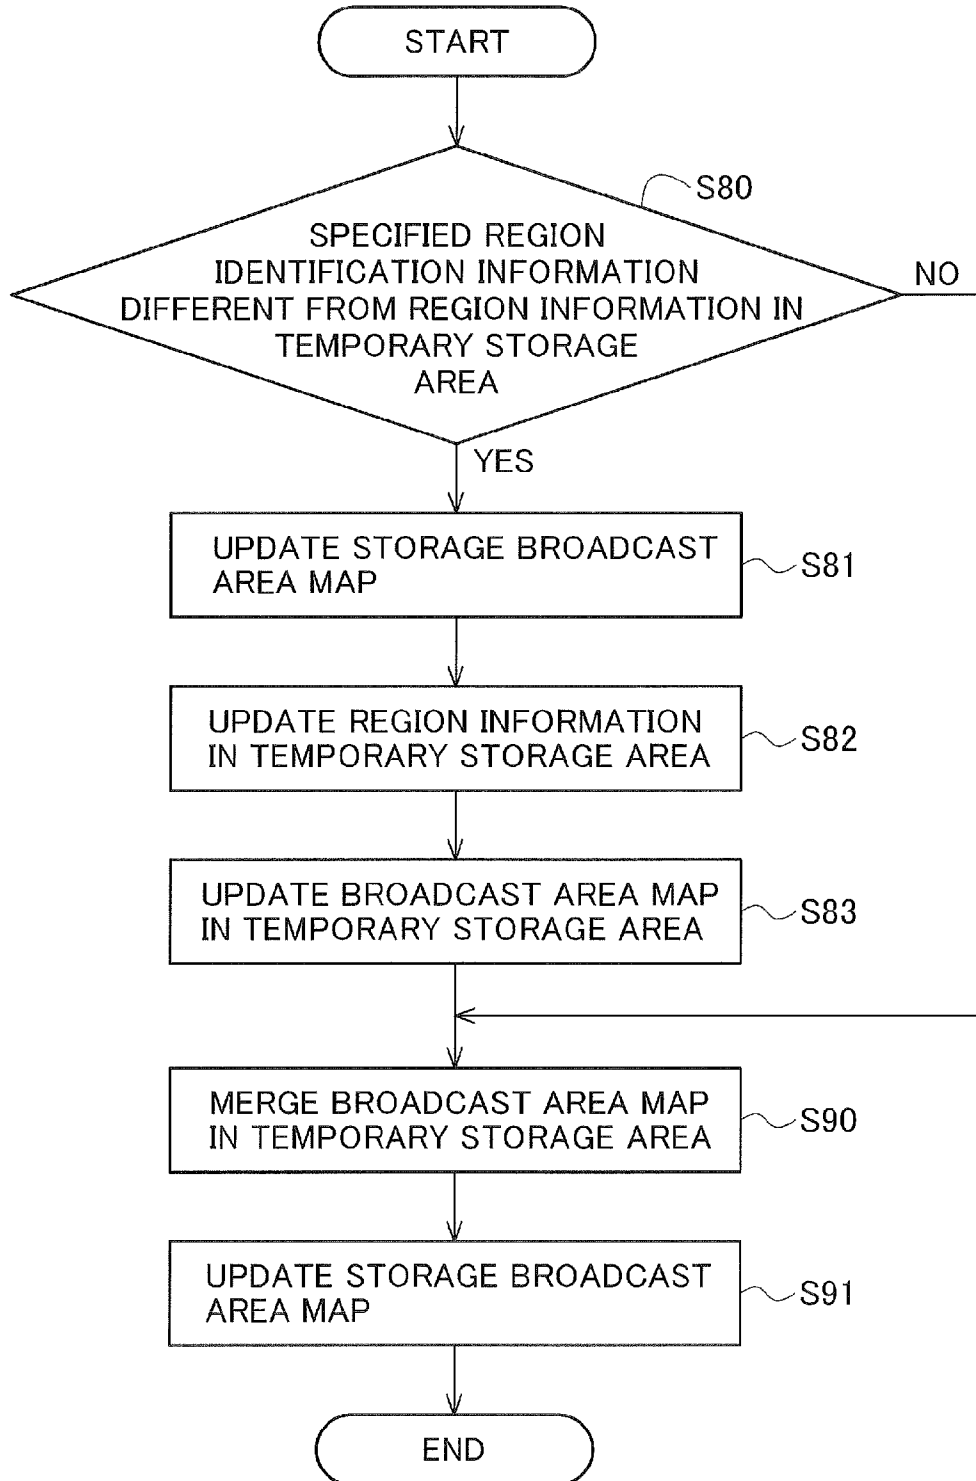 START
S80
SPECIFIED REGION
IDENTIFICATION INFORMATION
DIFFERENT FROM REGION INFORMATION IN
TEMPORARY STORAGE
AREA
NO
YES
UPDATE STORAGE BROADCAST
AREA MAP
S81
UPDATE REGION INFORMATION
IN TEMPORARY STORAGE AREA
S82
UPDATE BROADCAST AREA MAP
IN TEMPORARY STORAGE AREA
S83
MERGE BROADCAST AREA MAP
IN TEMPORARY STORAGE AREA
S90
UPDATE STORAGE BROADCAST
AREA MAP
S91
END